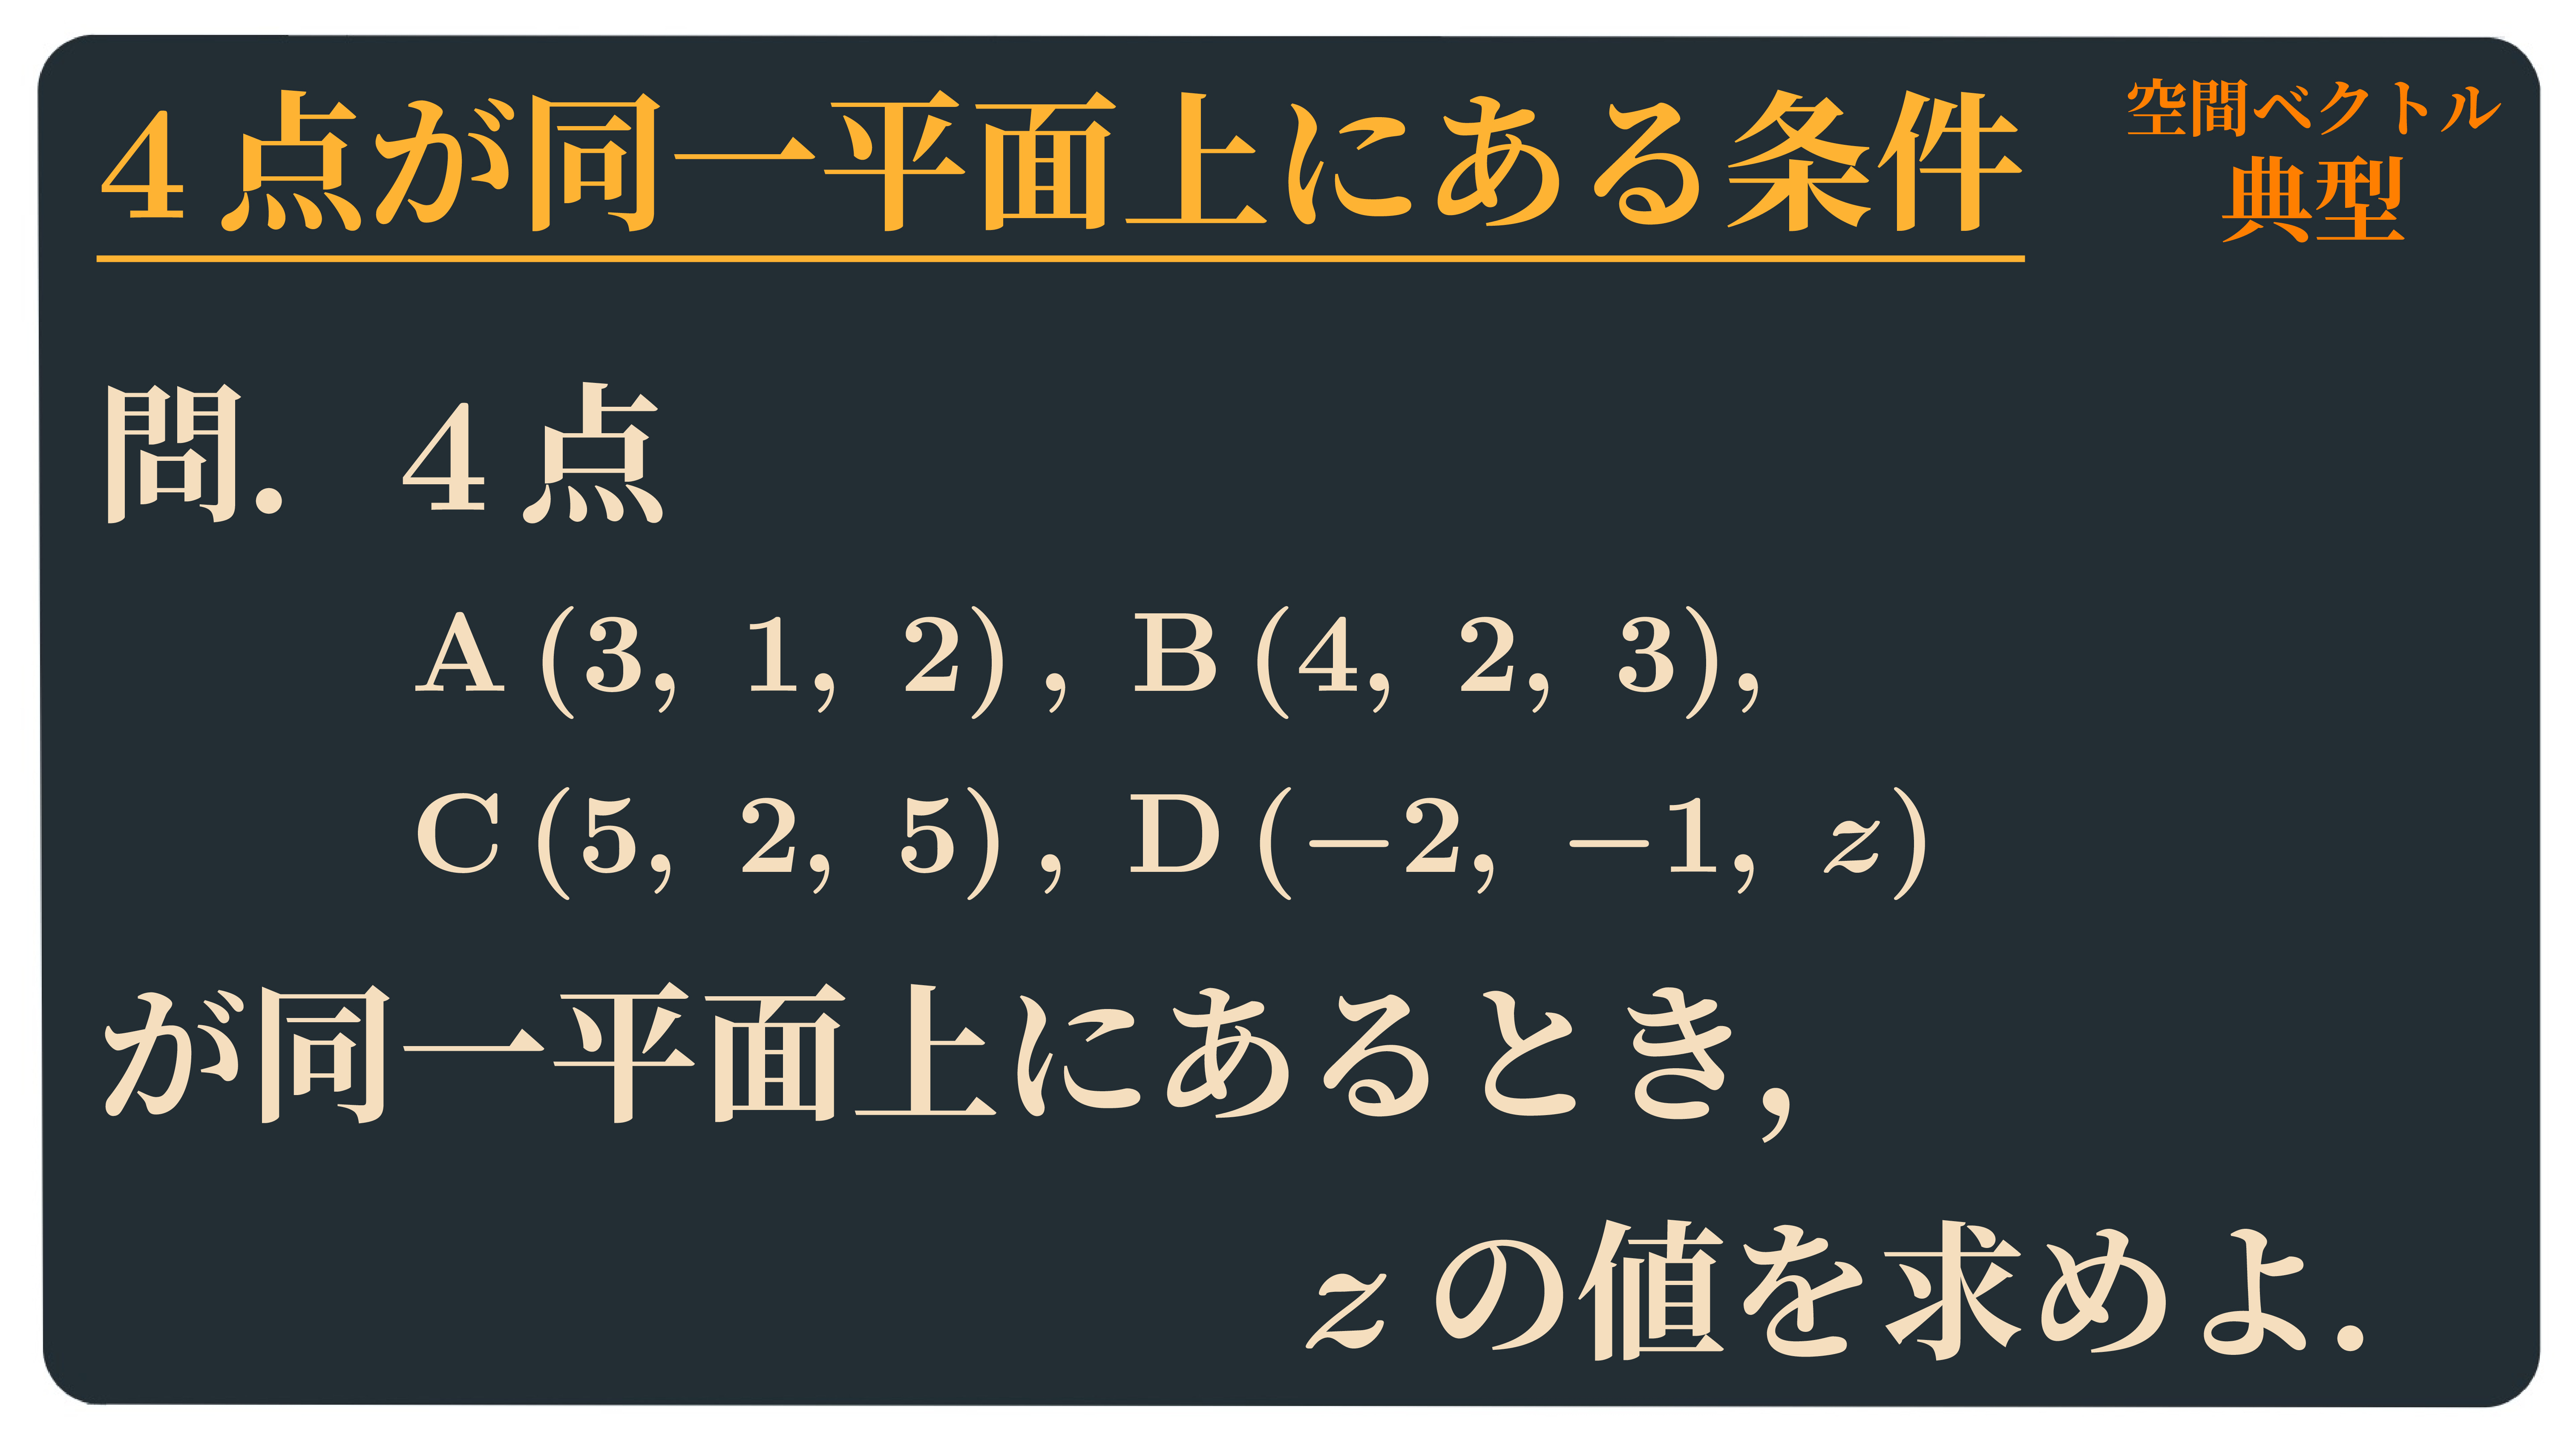 4点が同一平面上にある条件
空間ベクトル
典型
問. 4点
A(3, 1, 2), B(4, 2, 3),
C(5, 2, 5), D(−2, −1, z)
が同一平面上にあるとき,
zの値を求めよ.